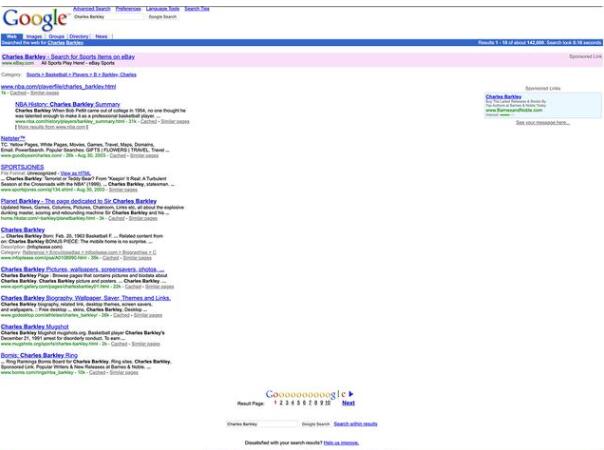 Advanced Search Preferences Language Tools Search Tips
Google
Charles Barkley Google Search
Web Images Groups Directory News
Searched the web for Charles Barkley Results 1 - 10 of about 142,000. Search took 0.16 seconds
Charles Barkley - Search for Sports Items on eBay Sponsored Link
www.eBay.com All Sports Play Here! - eBay Sports
Category: Sports > Basketball > Players > B > Barkley, Charles
www.nba.com/playerfile/charles_barkley.html
1k - Cached - Similar pages
NBA History: Charles Barkley Summary
Charles Barkley When Bob Pettit came out of college in 1954, no one thought he
was talented enough to make it as a professional basketball player. ...
www.nba.com/history/players/barkley_summary.html - 31k - Cached - Similar pages
[ More results from www.nba.com ]
Sponsored Links
Charles Barkley
Buy The Latest Releases & Books By
Top Authors at Barnes & Noble Today
www.BarnesandNoble.com
Interest:
See your message here...
Netster™
TC. Yellow Pages, White Pages, Movies, Games, Travel, Maps, Domains,
Email. PowerSearch. Popular Searches: GIFTS | FLOWERS | TRAVEL, Travel ...
www.goodbyemcharles.com/ - 26k - Aug 30, 2003 - Cached - Similar pages
SPORTSJONES
File Format: Unrecognized - View as HTML
... Charles Barkley: Terrorist or Teddy Bear? From "Keepin' It Real: A Turbulent
Season at the Crossroads with the NBA" (1999). ... Charles Barkley, statesman. ...
www.sportsjones.com/sj/134.shtml - Aug 30, 2003 - Cached - Similar pages
Planet Barkley - The page dedicated to Sir Charles Barkley
Updated News, Games, Columns, Pictures, Chatroom, Links etc, all about the explosive
dunking master, scoring and rebounding machine Sir Charles Barkley and his ...
home.hkstar.com/~barkley/planetbarkley.html - 3k - Cached - Similar pages
Charles Barkley
... Charles Barkley Born: Feb. 20, 1963 Basketball F. ... Related content from
on: Charles Barkley BONUS PIECE: The mobile home is no surprise. ...
Description: (infoplease.com)
Category: Reference > Encyclopedias > Infoplease.com > Biographies > C
www.infoplease.com/ipsa/A0108990.html - 35k - Cached - Similar pages
Charles Barkley Pictures, wallpapers, screensavers, photos, ...
Charles Barkley Page : Browse pages that contains pictures and biodata about
Charles Barkley. Charles Barkley picture and posters. ... Charles Barkley ...
www.sport-gallery.com/pages/charlesbarkley01.html - 22k - Cached - Similar pages
Charles Barkley Biography, Wallpaper, Saver, Themes and Links.
Charles Barkley biography, related link, desktop themes, screen savers,
and wallpapers. :: Free desktop ... skins, Charles Barkley, Desktop ...
www.godesktop.com/athletes/charles_barkley/ - 26k - Cached - Similar pages
Charles Barkley Mugshot
Charles Barkley Mugshot mugshots.org. Basketball player Charles Barkley's
December 21, 1991 arrest for disorderly conduct. To earn ...
www.mugshots.org/sports/charles-barkley.html - 3k - Cached - Similar pages
Bomis: Charles Barkley Ring
... Ring Rankings Bomis Board for Charles Barkley. Ring sites. Charles Barkley,
Sponsored Link. Popular Writers & New Releases at Barnes & Noble. ...
www.bomis.com/rings/nba_barkley/ - 10k - Cached - Similar pages
Goooooooooogle
Result Page: 1 2 3 4 5 6 7 8 9 10 Next
Charles Barkley Google Search Search within results
Dissatisfied with your search results? Help us improve.